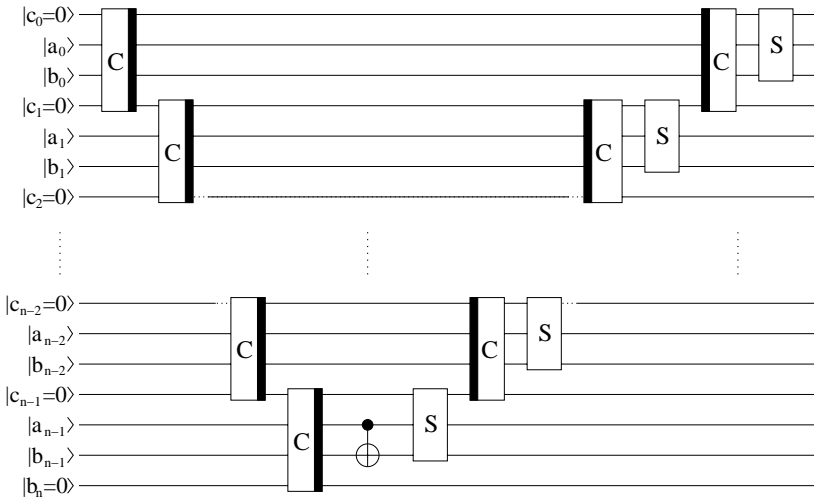 |c₀=0⟩
|a₀⟩ C C S
|b₀⟩
|c₁=0⟩
|a₁⟩ C C S
|b₁⟩
|c₂=0⟩
|cₙ₋₂=0⟩
|aₙ₋₂⟩ C C S
|bₙ₋₂⟩
|cₙ₋₁=0⟩
|aₙ₋₁⟩ C S
|bₙ₋₁⟩
|bₙ=0⟩